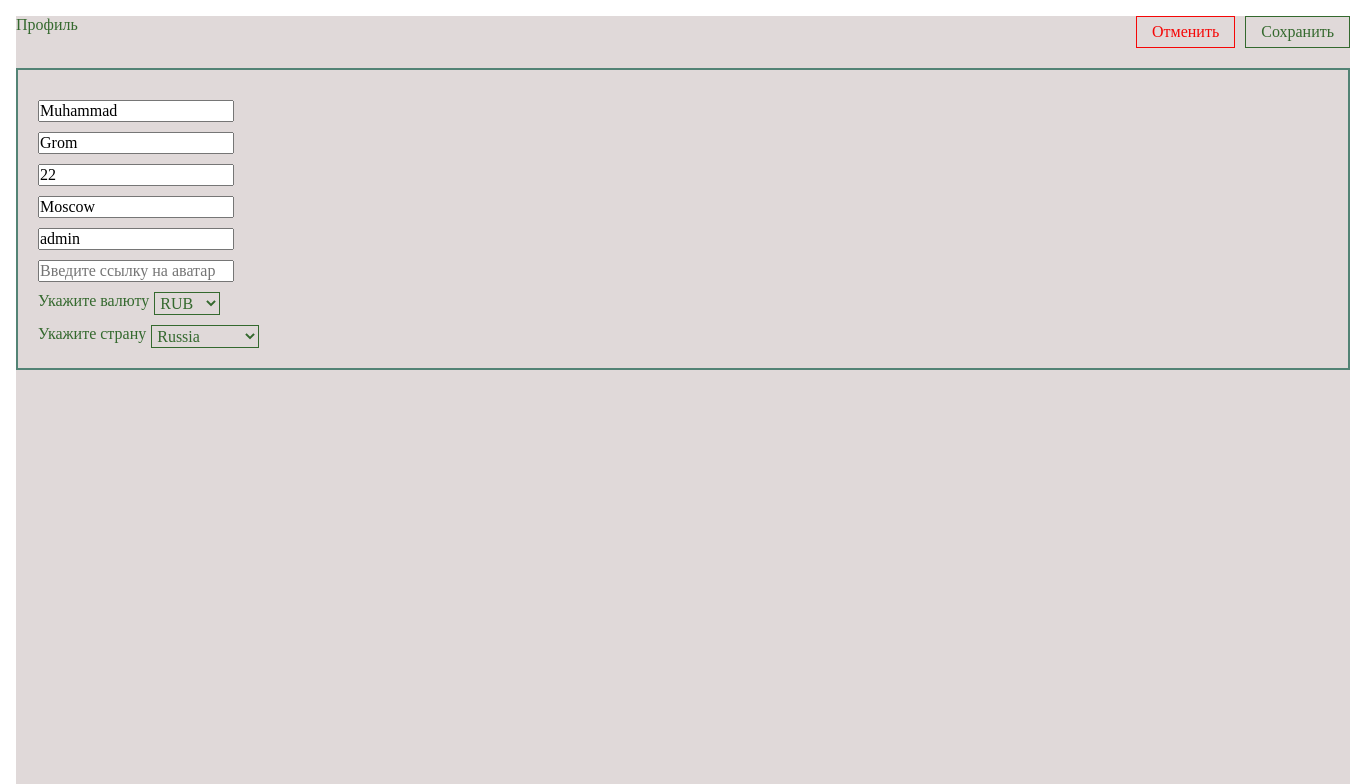 Профиль Отменить Сохранить
Muhammad
Grom
22
Moscow
admin
Введите ссылку на аватар
Укажите валюту RUB
Укажите страну Russia